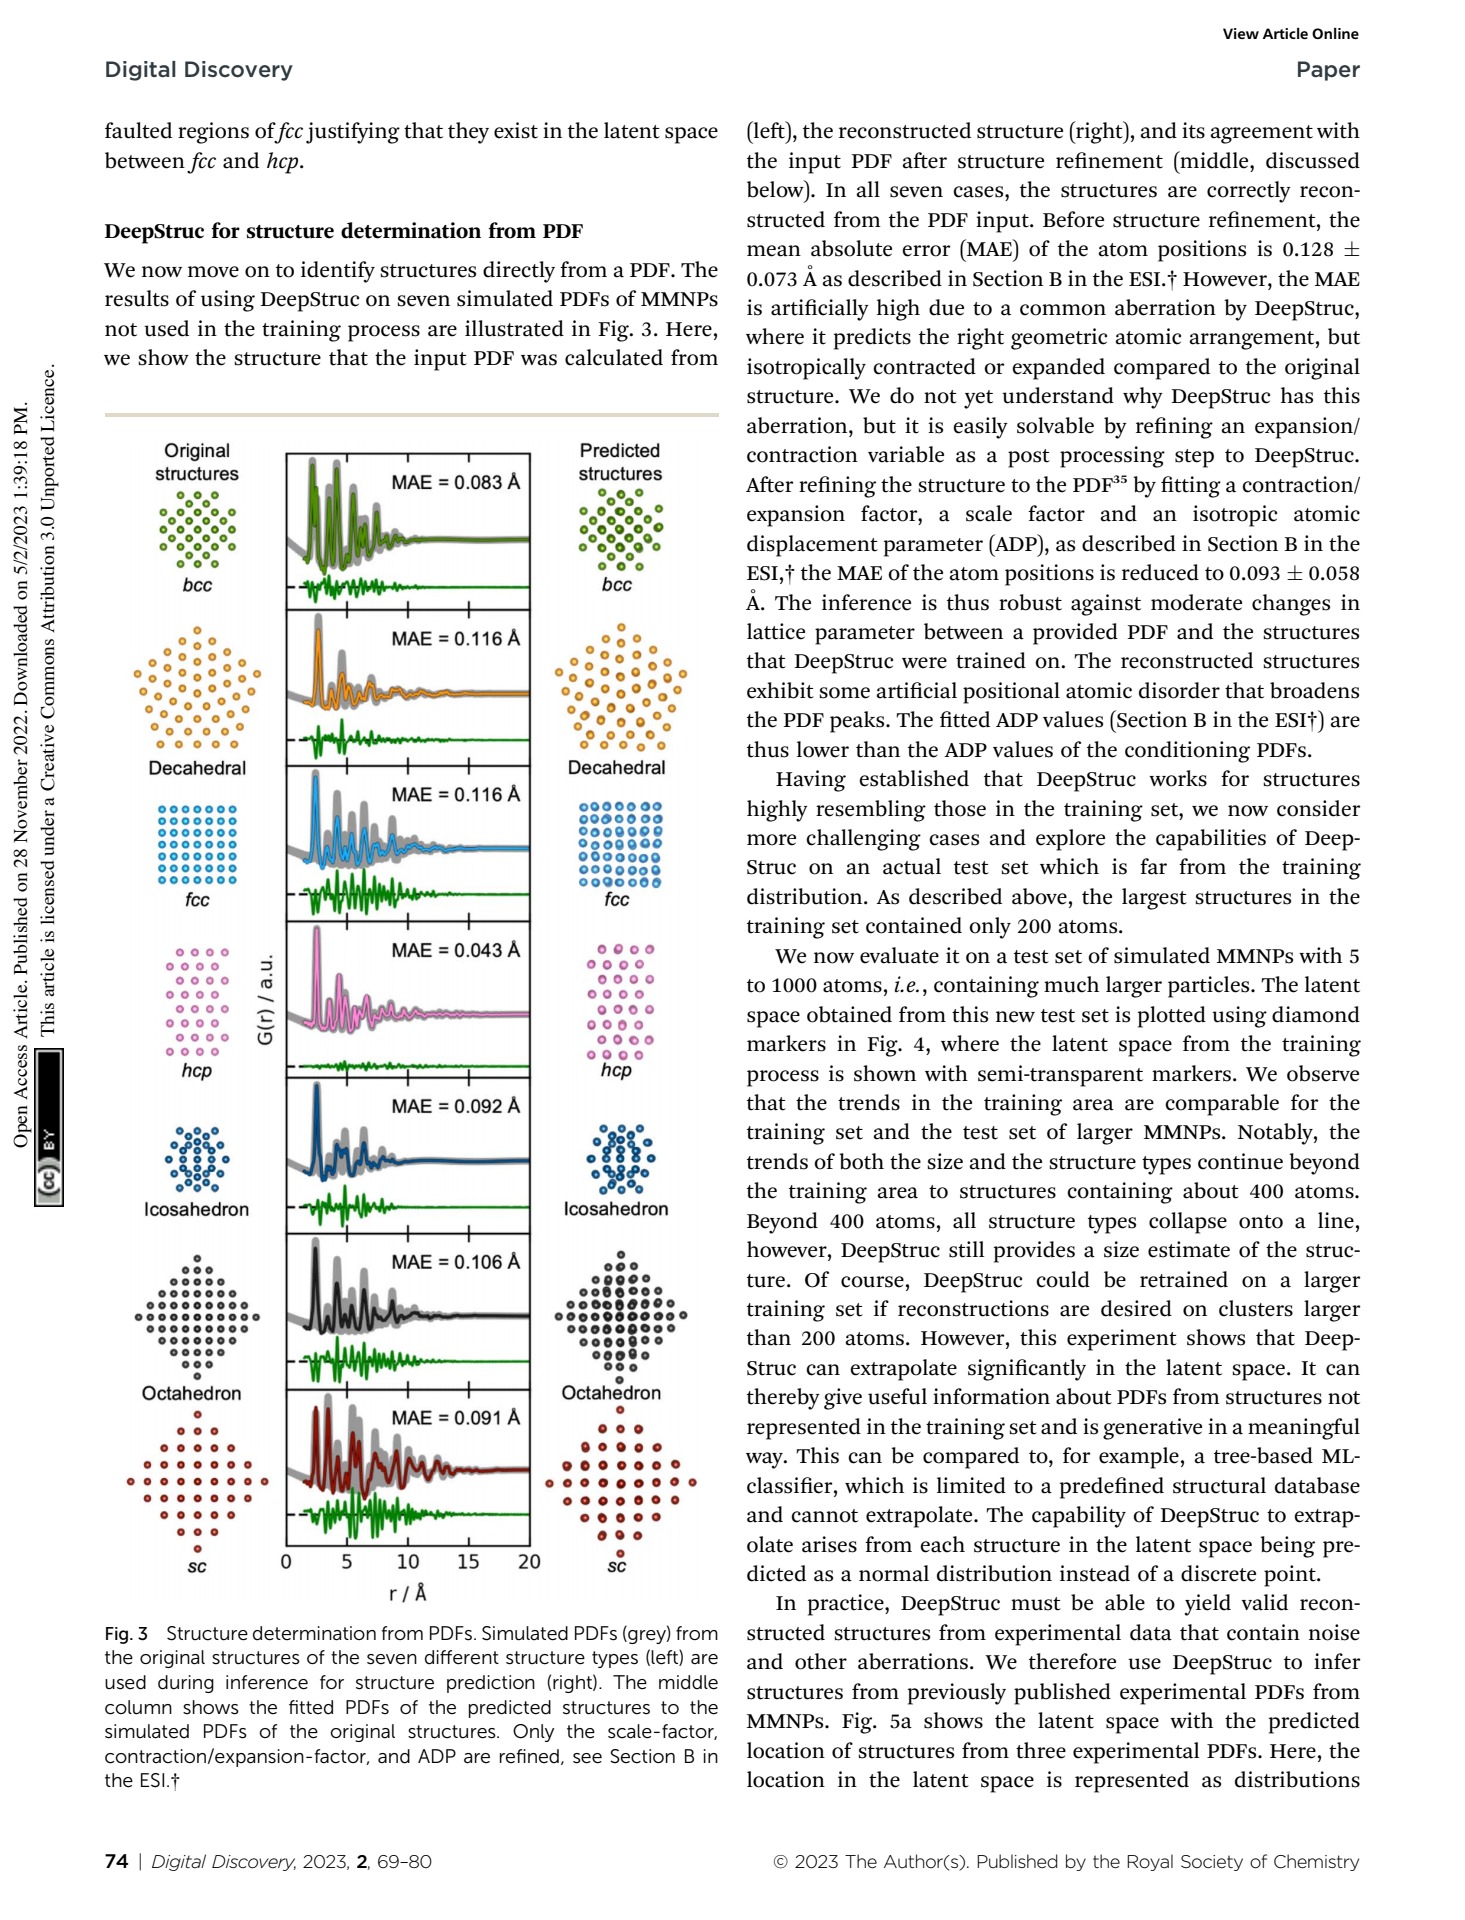 View Article Online
Digital Discovery
Paper
faulted regions of fcc justifying that they exist in the latent space
between fcc and hcp.
DeepStruc for structure determination from PDF
We now move on to identify structures directly from a PDF. The
results of using DeepStruc on seven simulated PDFs of MMNPs
not used in the training process are illustrated in Fig. 3. Here,
we show the structure that the input PDF was calculated from
Original
structures
Predicted
structures
MAE = 0.083 Å
bcc
bcc
MAE = 0.116 Å
Decahedral
Decahedral
MAE = 0.116 Å
fcc
fcc
MAE = 0.043 Å
hcp
hcp
G(r) / a.u.
MAE = 0.092 Å
Icosahedron
Icosahedron
MAE = 0.106 Å
Octahedron
Octahedron
MAE = 0.091 Å
sc
sc
0 5 10 15 20
r / Å
Fig. 3 Structure determination from PDFs. Simulated PDFs (grey) from
the original structures of the seven different structure types (left) are
used during inference for structure prediction (right). The middle
column shows the fitted PDFs of the predicted structures to the
simulated PDFs of the original structures. Only the scale-factor,
contraction/expansion-factor, and ADP are refined, see Section B in
the ESI.†
(left), the reconstructed structure (right), and its agreement with
the input PDF after structure refinement (middle, discussed
below). In all seven cases, the structures are correctly recon-
structed from the PDF input. Before structure refinement, the
mean absolute error (MAE) of the atom positions is 0.128 ±
0.073 Å as described in Section B in the ESI.† However, the MAE
is artificially high due to a common aberration by DeepStruc,
where it predicts the right geometric atomic arrangement, but
isotropically contracted or expanded compared to the original
structure. We do not yet understand why DeepStruc has this
aberration, but it is easily solvable by refining an expansion/
contraction variable as a post processing step to DeepStruc.
After refining the structure to the PDF³⁵ by fitting a contraction/
expansion factor, a scale factor and an isotropic atomic
displacement parameter (ADP), as described in Section B in the
ESI,† the MAE of the atom positions is reduced to 0.093 ± 0.058
Å. The inference is thus robust against moderate changes in
lattice parameter between a provided PDF and the structures
that DeepStruc were trained on. The reconstructed structures
exhibit some artificial positional atomic disorder that broadens
the PDF peaks. The fitted ADP values (Section B in the ESI†) are
thus lower than the ADP values of the conditioning PDFs.
Having established that DeepStruc works for structures
highly resembling those in the training set, we now consider
more challenging cases and explore the capabilities of Deep-
Struc on an actual test set which is far from the training
distribution. As described above, the largest structures in the
training set contained only 200 atoms.
We now evaluate it on a test set of simulated MMNPs with 5
to 1000 atoms, i.e., containing much larger particles. The latent
space obtained from this new test set is plotted using diamond
markers in Fig. 4, where the latent space from the training
process is shown with semi-transparent markers. We observe
that the trends in the training area are comparable for the
training set and the test set of larger MMNPs. Notably, the
trends of both the size and the structure types continue beyond
the training area to structures containing about 400 atoms.
Beyond 400 atoms, all structure types collapse onto a line,
however, DeepStruc still provides a size estimate of the struc-
ture. Of course, DeepStruc could be retrained on a larger
training set if reconstructions are desired on clusters larger
than 200 atoms. However, this experiment shows that Deep-
Struc can extrapolate significantly in the latent space. It can
thereby give useful information about PDFs from structures not
represented in the training set and is generative in a meaningful
way. This can be compared to, for example, a tree-based ML-
classifier, which is limited to a predefined structural database
and cannot extrapolate. The capability of DeepStruc to extrap-
olate arises from each structure in the latent space being pre-
dicted as a normal distribution instead of a discrete point.
In practice, DeepStruc must be able to yield valid recon-
structed structures from experimental data that contain noise
and other aberrations. We therefore use DeepStruc to infer
structures from previously published experimental PDFs from
MMNPs. Fig. 5a shows the latent space with the predicted
location of structures from three experimental PDFs. Here, the
location in the latent space is represented as distributions
Open Access Article. Published on 28 November 2022. Downloaded on 5/2/2023 1:39:18 PM.
This article is licensed under a Creative Commons Attribution 3.0 Unported Licence.
(cc) BY
74 | Digital Discovery, 2023, 2, 69–80
© 2023 The Author(s). Published by the Royal Society of Chemistry